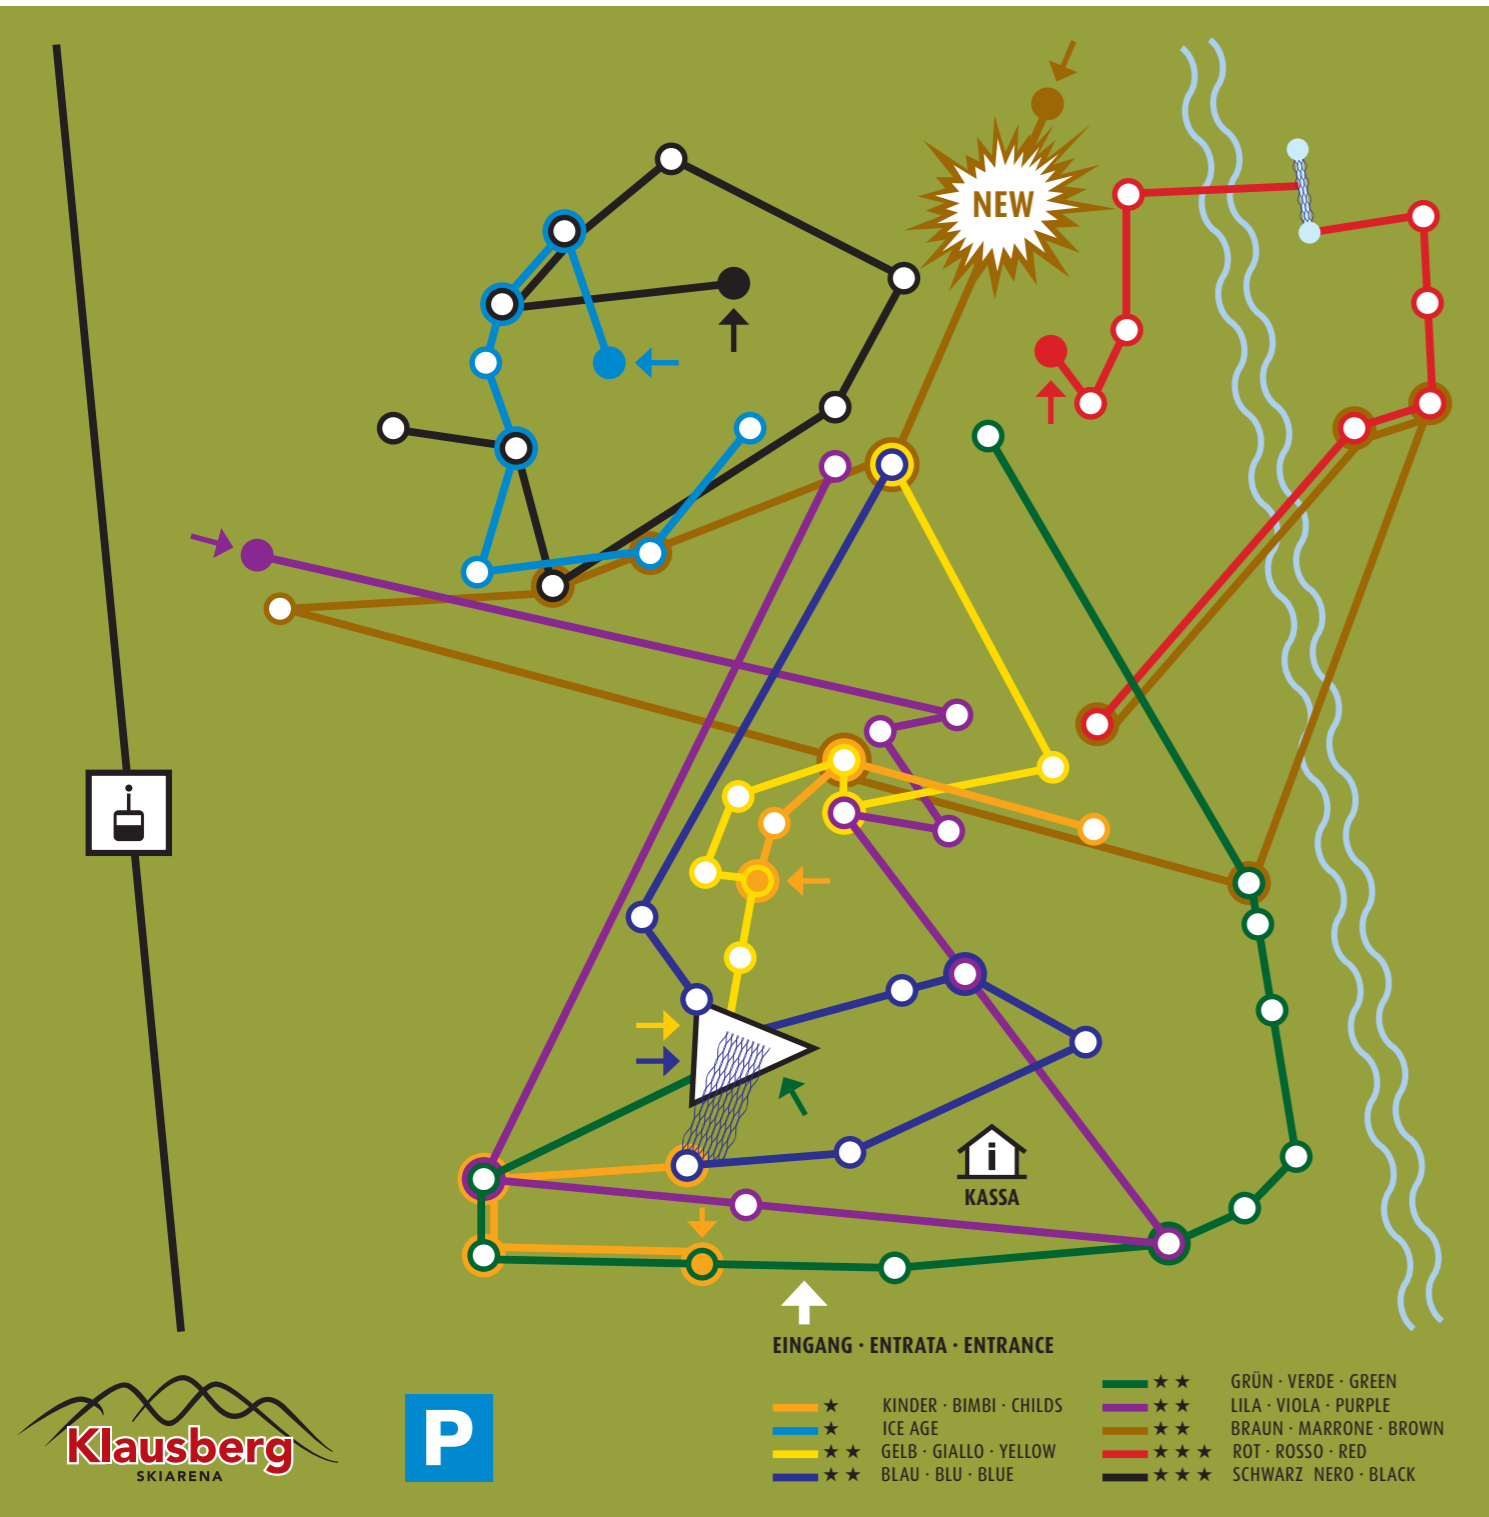 NEW
i
KASSA
EINGANG · ENTRATA · ENTRANCE
★ KINDER · BIMBI · CHILDS
★ ICE AGE
★ ★ GELB · GIALLO · YELLOW
★ ★ BLAU · BLU · BLUE
★ ★ GRÜN · VERDE · GREEN
★ ★ LILA · VIOLA · PURPLE
★ ★ BRAUN · MARRONE · BROWN
★ ★ ★ ROT · ROSSO · RED
★ ★ ★ SCHWARZ NERO · BLACK
Klausberg
SKIARENA
P